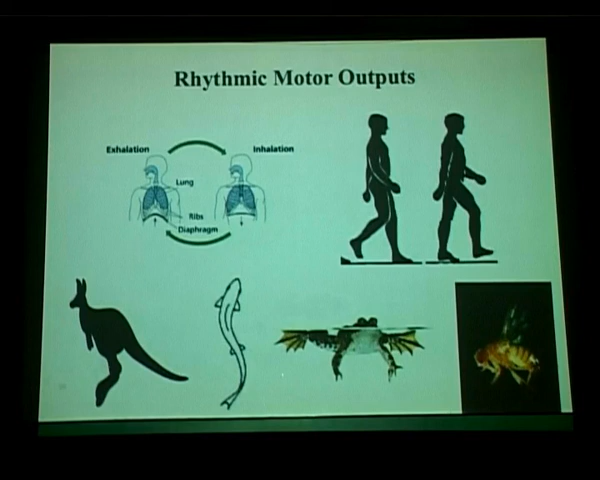 Rhythmic Motor Outputs
Exhalation
Inhalation
Lung
Ribs
Diaphragm